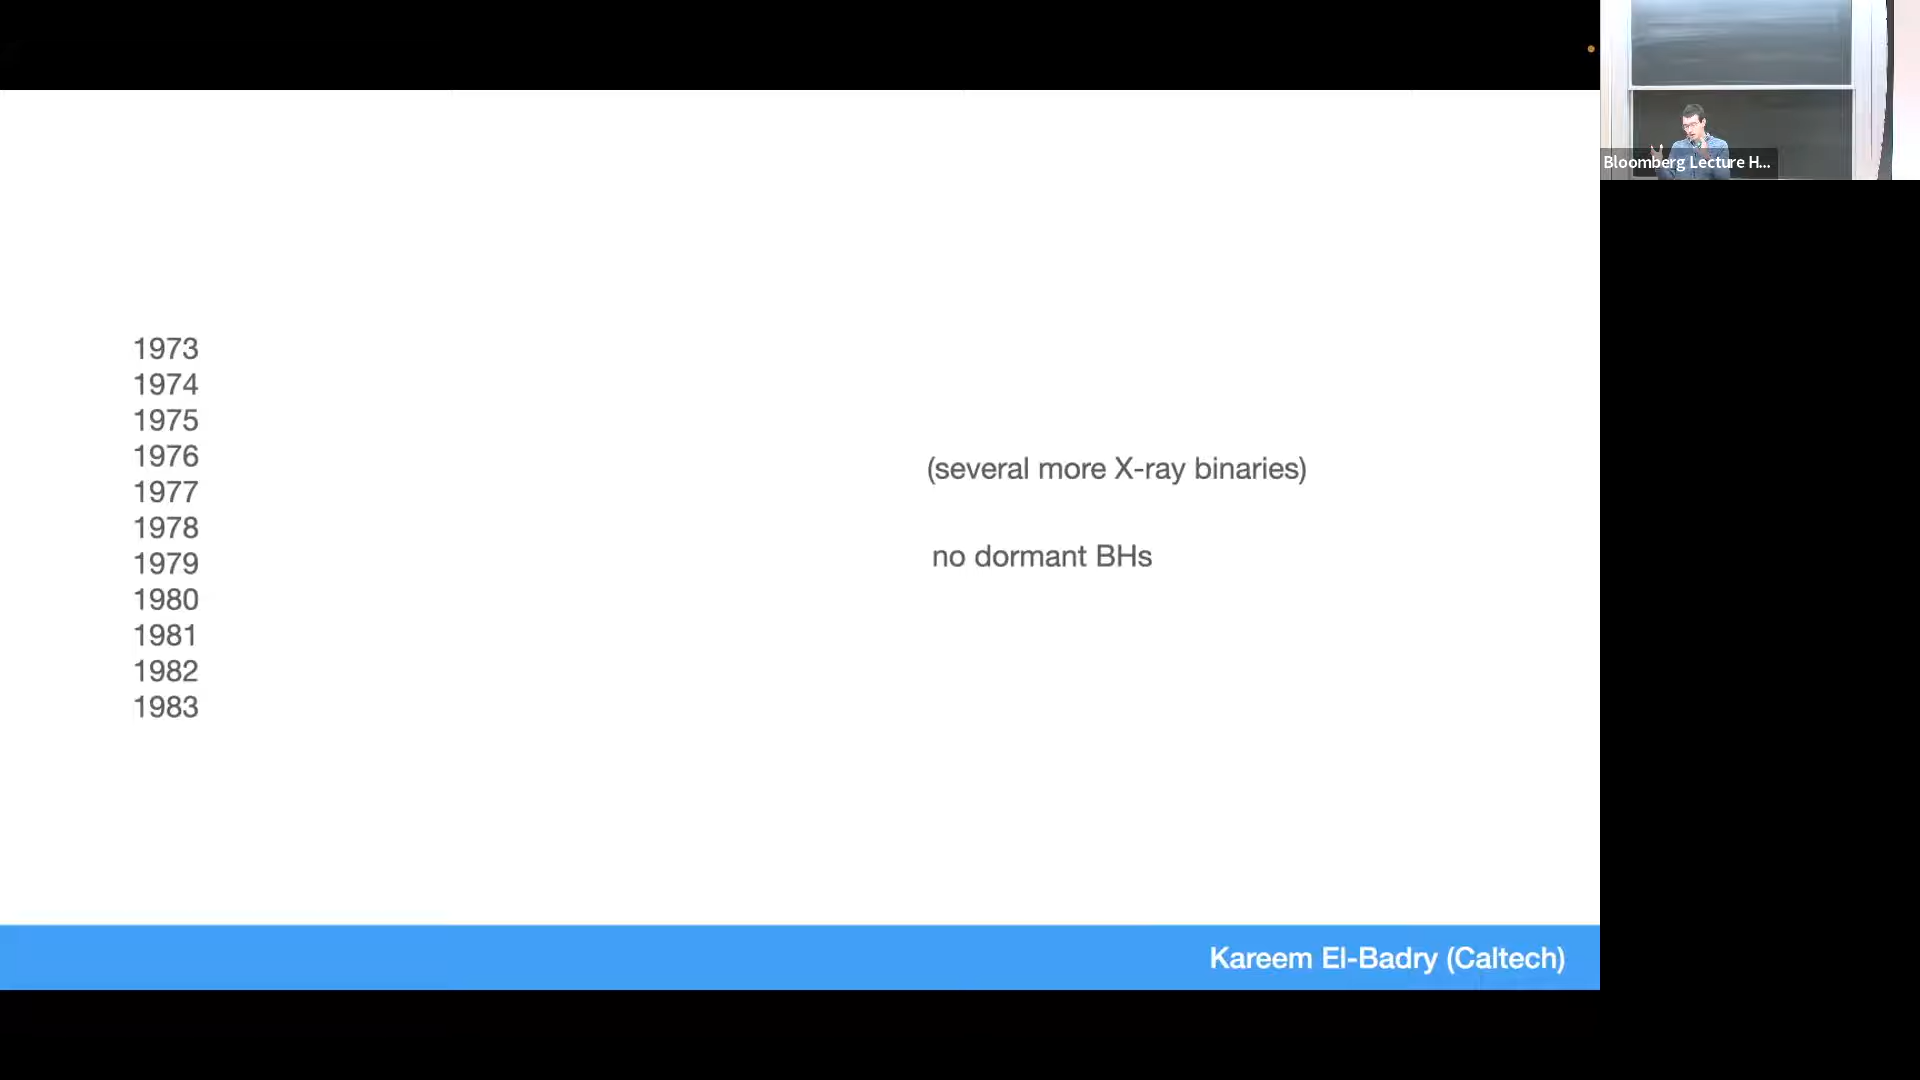 Bloomberg Lecture H...
1973
1974
1975
1976
1977
1978
1979
1980
1981
1982
1983
(several more X-ray binaries)
no dormant BHs
Kareem El-Badry (Caltech)